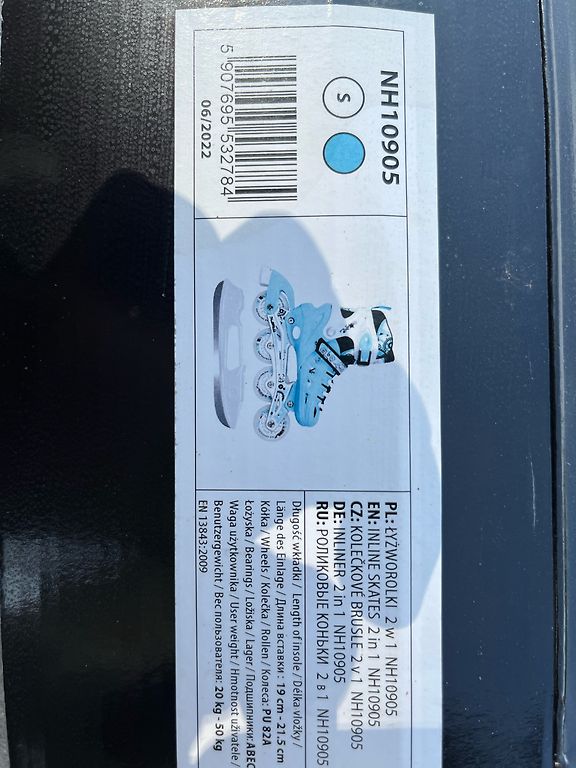 NH10905
S
5 907695 532784
06/2022
PL: ŁYŻWOROLKI 2 w 1 NH10905
EN: INLINE SKATES 2 in 1 NH10905
CZ: KOLEČKOVÉ BRUSLE 2 v 1 NH10905
DE: INLINER 2 in 1 NH10905
RU: РОЛИКОВЫЕ КОНЬКИ 2 в 1 NH10905
Długość wkładki / Length of insole / Délka vložky /
Länge des Einlage / Длина вставки : 19 cm - 21.5 cm
Kółka / Wheels / Kolečka / Rollen / Колеса: PU 82A
Łożyska / Bearings / Ložiska / Lager / Подшипники: ABEC
Waga użytkownika / User weight / Hmotnost uživatele /
Benutzergewicht / Вес пользователя: 20 kg - 50 kg
EN 13843:2009